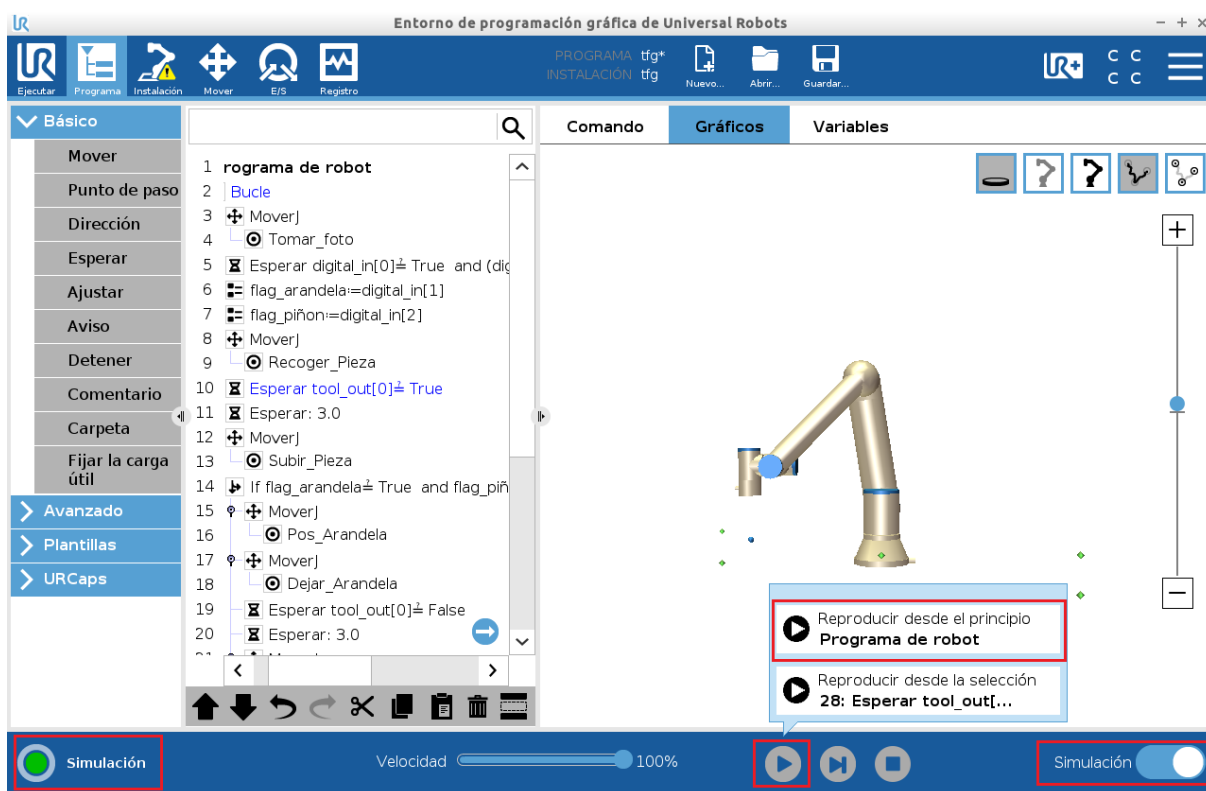 Entorno de programación gráfica de Universal Robots
PROGRAMA tfg*
INSTALACIÓN tfg
Ejecutar Programa Instalación Mover E/S Registro
Nuevo... Abrir... Guardar...
UR+
C C
C C
Básico
Mover
Punto de paso
Dirección
Esperar
Ajustar
Aviso
Detener
Comentario
Carpeta
Fijar la carga
útil
Avanzado
Plantillas
URCaps
1 rograma de robot
2 Bucle
3 MoverJ
4 Tomar_foto
5 Esperar digital_in[0]≟ True and (dig
6 flag_arandela≔digital_in[1]
7 flag_piñon≔digital_in[2]
8 MoverJ
9 Recoger_Pieza
10 Esperar tool_out[0]≟ True
11 Esperar: 3.0
12 MoverJ
13 Subir_Pieza
14 If flag_arandela≟ True and flag_piñ
15 MoverJ
16 Pos_Arandela
17 MoverJ
18 Dejar_Arandela
19 Esperar tool_out[0]≟ False
20 Esperar: 3.0
Comando Gráficos Variables
Reproducir desde el principio
Programa de robot
Reproducir desde la selección
28: Esperar tool_out[...
Simulación
Velocidad 100%
Simulación